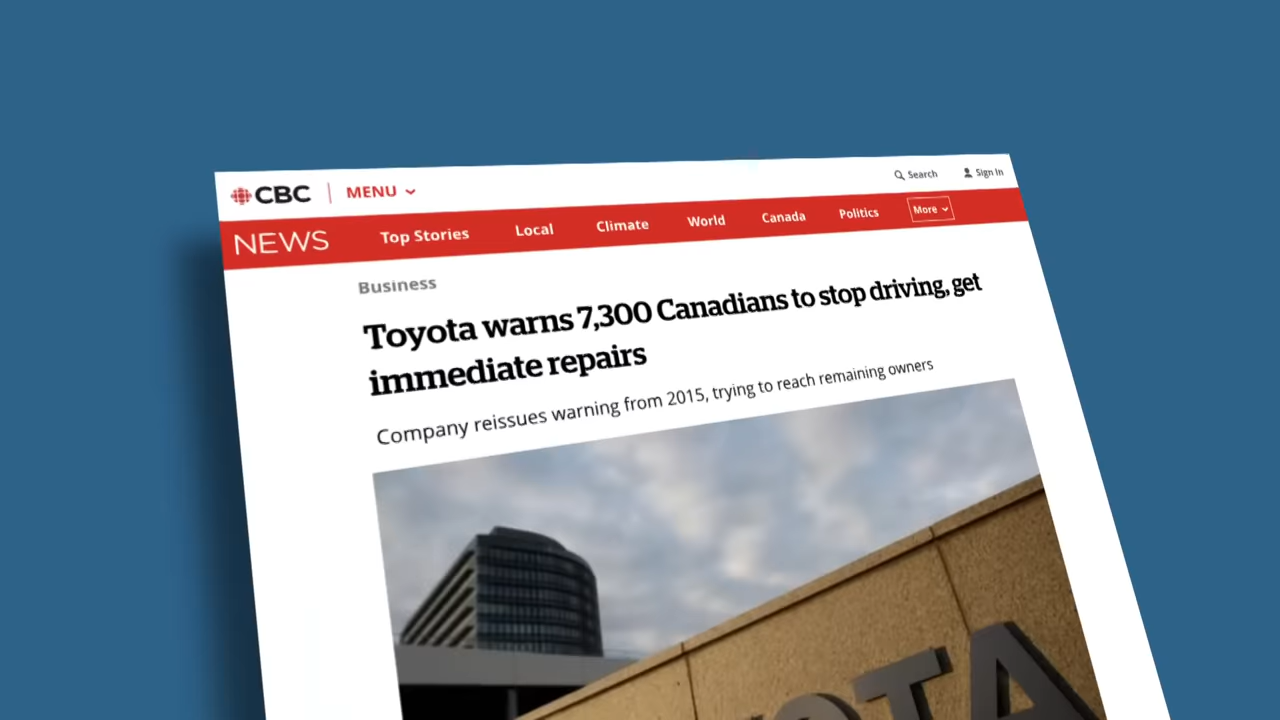 CBC MENU Search Sign In
NEWS Top Stories Local Climate World Canada Politics More
Business
Toyota warns 7,300 Canadians to stop driving, get
immediate repairs
Company reissues warning from 2015, trying to reach remaining owners
OTA